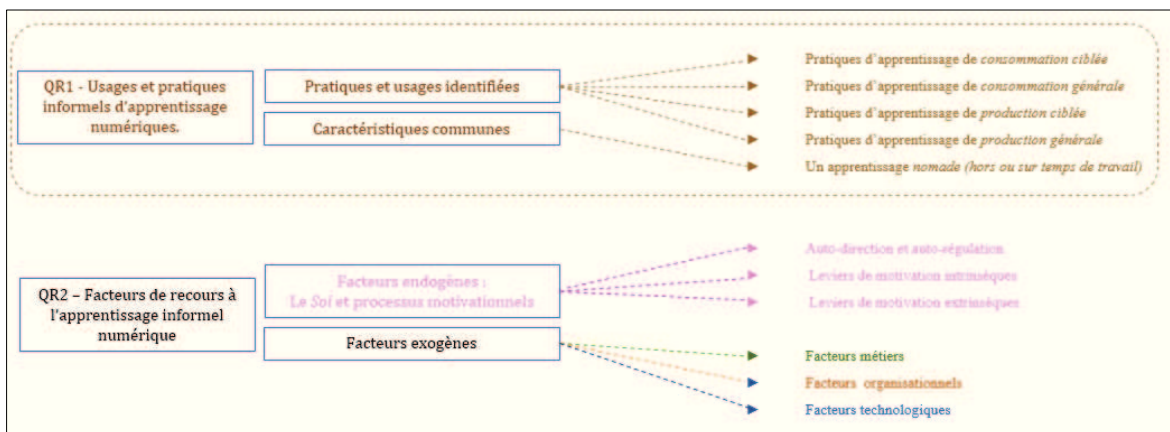 QR1 - Usages et pratiques
informels d'apprentissage
numériques.
Pratiques et usages identifiées
Caractéristiques communes
Pratiques d'apprentissage de consommation ciblée
Pratiques d'apprentissage de consommation générale
Pratiques d'apprentissage de production ciblée
Pratiques d'apprentissage de production générale
Un apprentissage nomade (hors ou sur temps de travail)
QR2 – Facteurs de recours à
l'apprentissage informel
numérique
Facteurs endogènes :
Le Soi et processus motivationnels
Facteurs exogènes
Auto-direction et auto-régulation
Leviers de motivation intrinsèques
Leviers de motivation extrinsèques
Facteurs métiers
Facteurs organisationnels
Facteurs technologiques